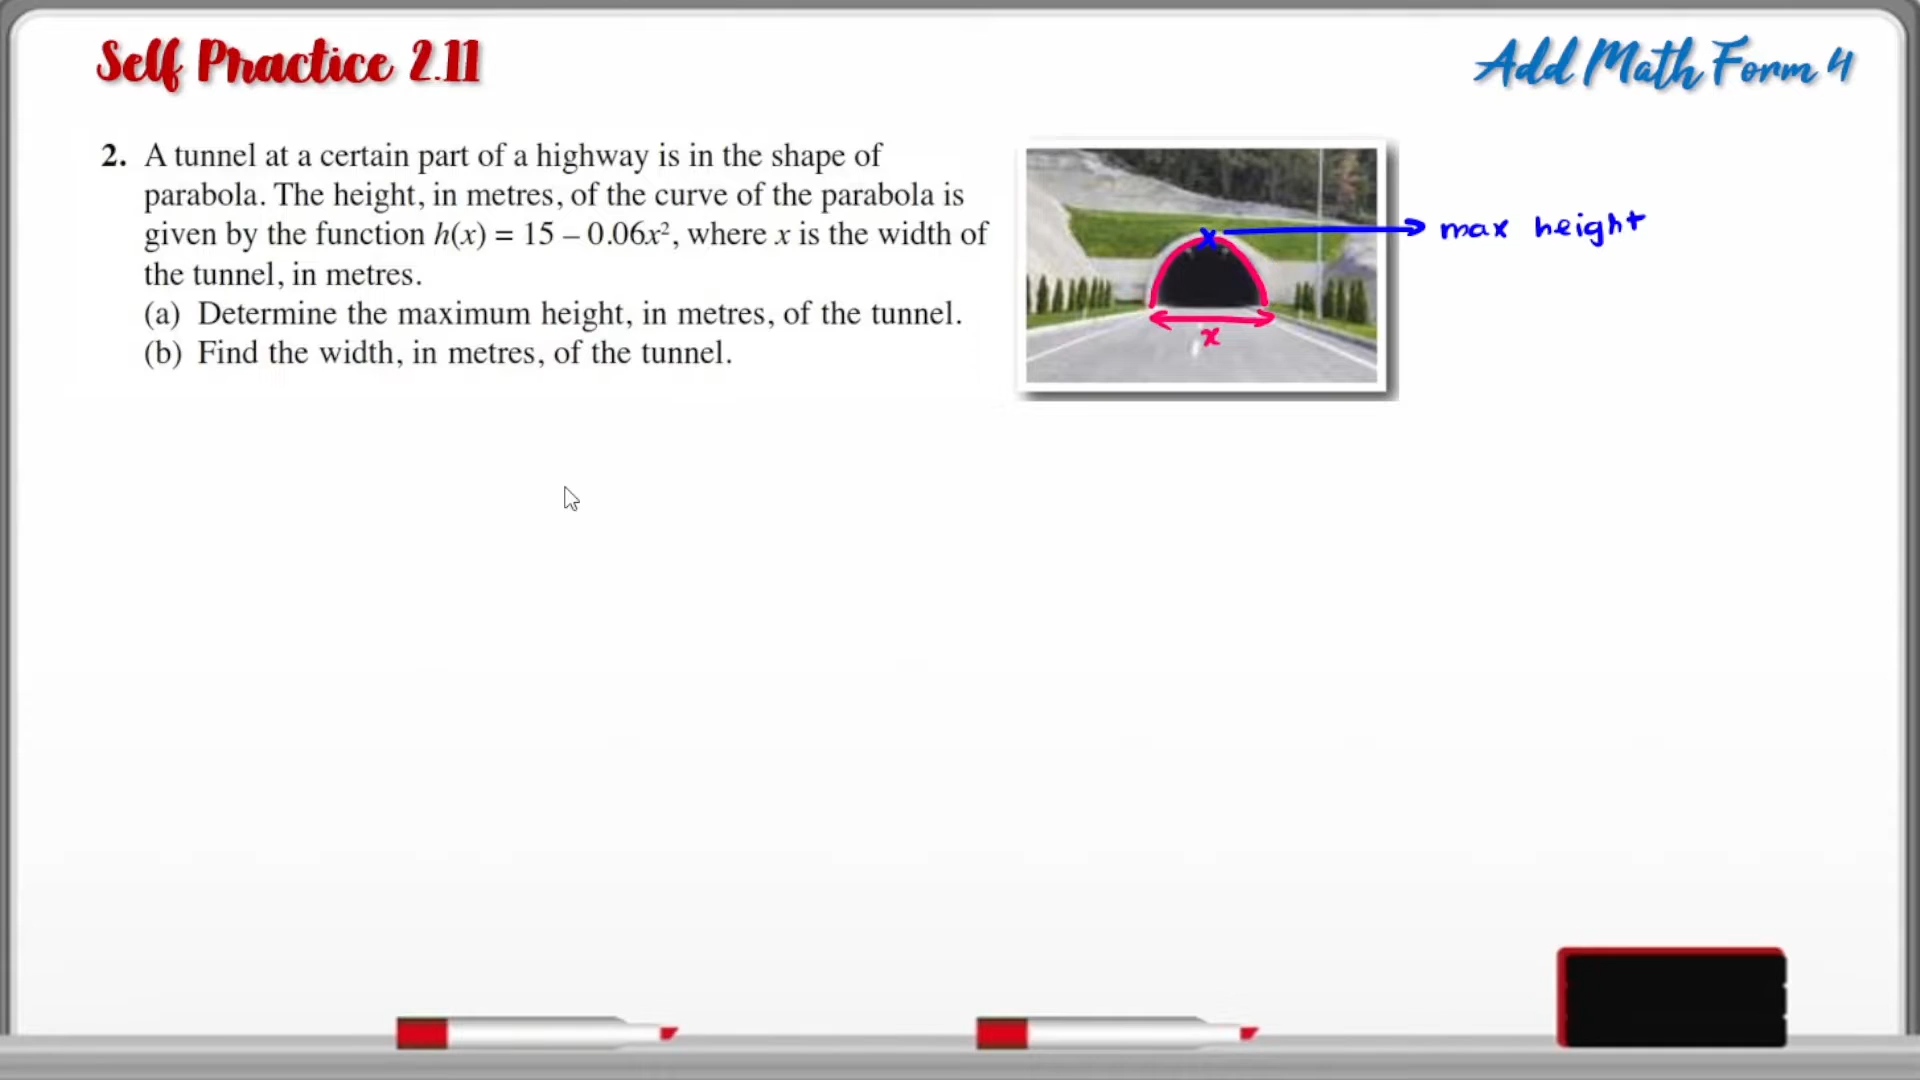 Self Practice 2.11
Add Math Form 4
2. A tunnel at a certain part of a highway is in the shape of
parabola. The height, in metres, of the curve of the parabola is
given by the function h(x) = 15 – 0.06x², where x is the width of
the tunnel, in metres.
(a) Determine the maximum height, in metres, of the tunnel.
(b) Find the width, in metres, of the tunnel.
x
max height
x